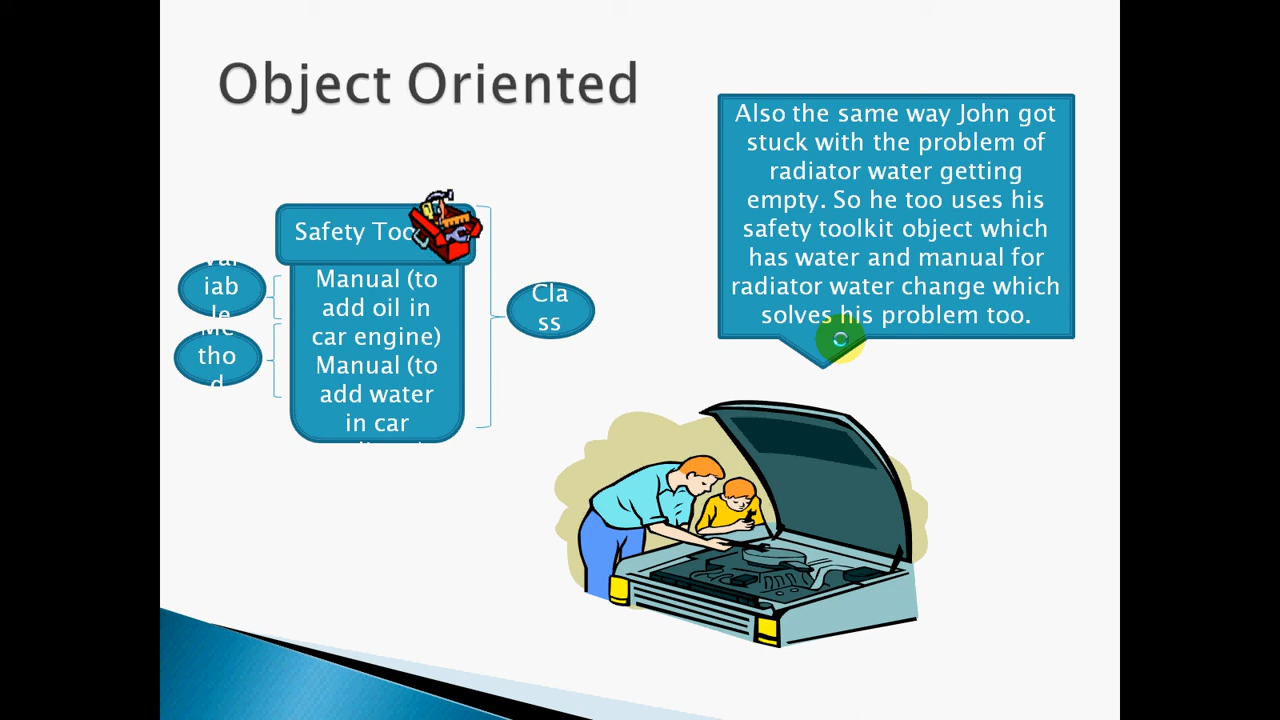 Object Oriented
Also the same way John got
stuck with the problem of
radiator water getting
empty. So he too uses his
safety toolkit object which
has water and manual for
radiator water change which
solves his problem too.
Safety Too
Manual (to
add oil in
car engine)
Manual (to
add water
in car
Var
iab
le
Me
tho
d
Cla
ss